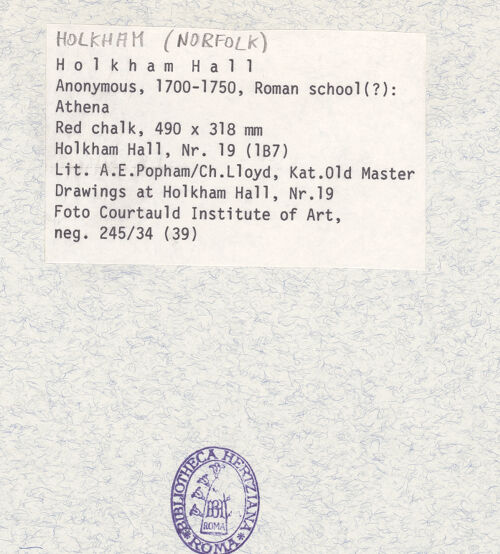 HOLKHAM (NORFOLK)
Holkham Hall
Anonymous, 1700-1750, Roman school(?):
Athena
Red chalk, 490 x 318 mm
Holkham Hall, Nr. 19 (1B7)
Lit. A.E.Popham/Ch.Lloyd, Kat.Old Master
Drawings at Holkham Hall, Nr.19
Foto Courtauld Institute of Art,
neg. 245/34 (39)
BIBLIOTHECA HERTZIANA
BH
ROMA
* ROMA *